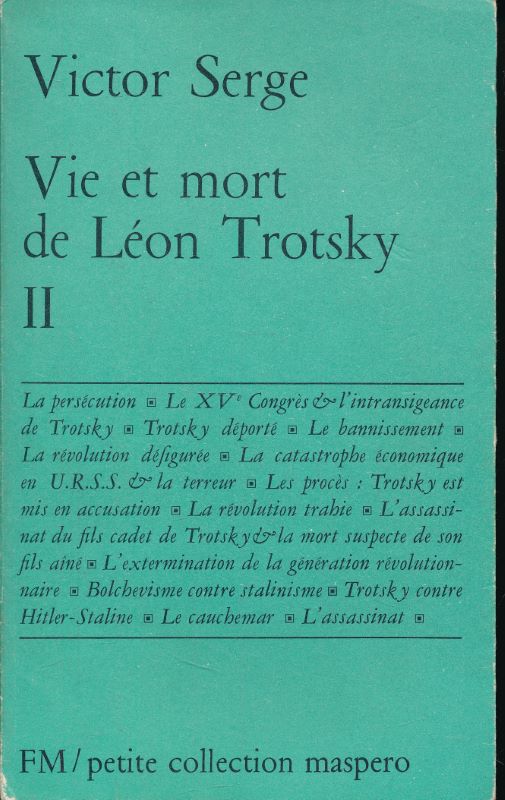 Victor Serge
Vie et mort
de Léon Trotsky
II
La persécution ▣ Le XVᵉ Congrès & l'intransigeance
de Trotsky ▣ Trotsky déporté ▣ Le bannissement ▣
La révolution défigurée ▣ La catastrophe économique
en U.R.S.S. & la terreur ▣ Les procès : Trotsky est
mis en accusation ▣ La révolution trahie ▣ L'assassi-
nat du fils cadet de Trotsky & la mort suspecte de son
fils aîné ▣ L'extermination de la génération révolution-
naire ▣ Bolchevisme contre stalinisme ▣ Trotsky contre
Hitler-Staline ▣ Le cauchemar ▣ L'assassinat ▣
FM / petite collection maspero